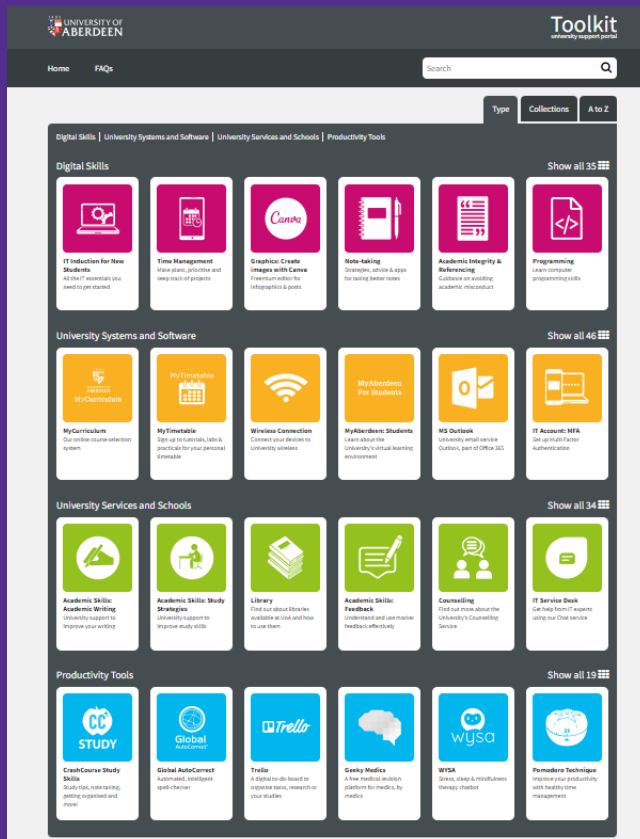 UNIVERSITY OF
ABERDEEN
Toolkit
university support portal
Home FAQs
Search
Type Collections A to Z
Digital Skills | University Systems and Software | University Services and Schools | Productivity Tools
Digital Skills Show all 35
Canva
IT Induction for New
Students
All the IT essentials you
need to get started
Time Management
Make plans, prioritise and
keep track of projects
Graphics: Create
images with Canva
Freemium editor for
infographics & posts
Note-taking
Strategies, advice & apps
for taking better notes
Academic Integrity &
Referencing
Guidance on avoiding
academic misconduct
Programming
Learn computer
programming skills
University Systems and Software Show all 46
ABERDEEN
MyCurriculum
MyCurriculum
Our online course selection
system
MyTimetable
MyTimetable
Sign up to tutorials, labs &
practicals for your personal
timetable
Wireless Connection
Connect your devices to
University wireless
MyAberdeen
For Students
MyAberdeen: Students
Learn about the
University's virtual learning
environment
MS Outlook
University email service
Outlook, part of Office 365
IT Account: MFA
Set up Multi Factor
Authentication
University Services and Schools Show all 34
Academic Skills:
Academic Writing
University support to
improve your writing
Academic Skills: Study
Strategies
University support to
improve study skills
Library
Find out about libraries
available at UoA and how
to use them
Academic Skills:
Feedback
Understand and use marker
feedback effectively
Counselling
Find out more about the
University's Counselling
Service
IT Service Desk
Get help from IT experts
using our Chat service
Productivity Tools Show all 19
CC
STUDY
CrashCourse Study
Skills
Study tips, note taking,
getting organised and
more!
Global
AutoCorrect
Global AutoCorrect
Automated, intelligent
spell-checker
Trello
Trello
A digital to-do-board to
organise tasks, research or
your studies
Geeky Medics
A free medical revision
platform for medics, by
medics
wysa
WYSA
Stress, sleep & mindfulness
therapy chatbot
Pomodoro Technique
Improve your productivity
with healthy time
management